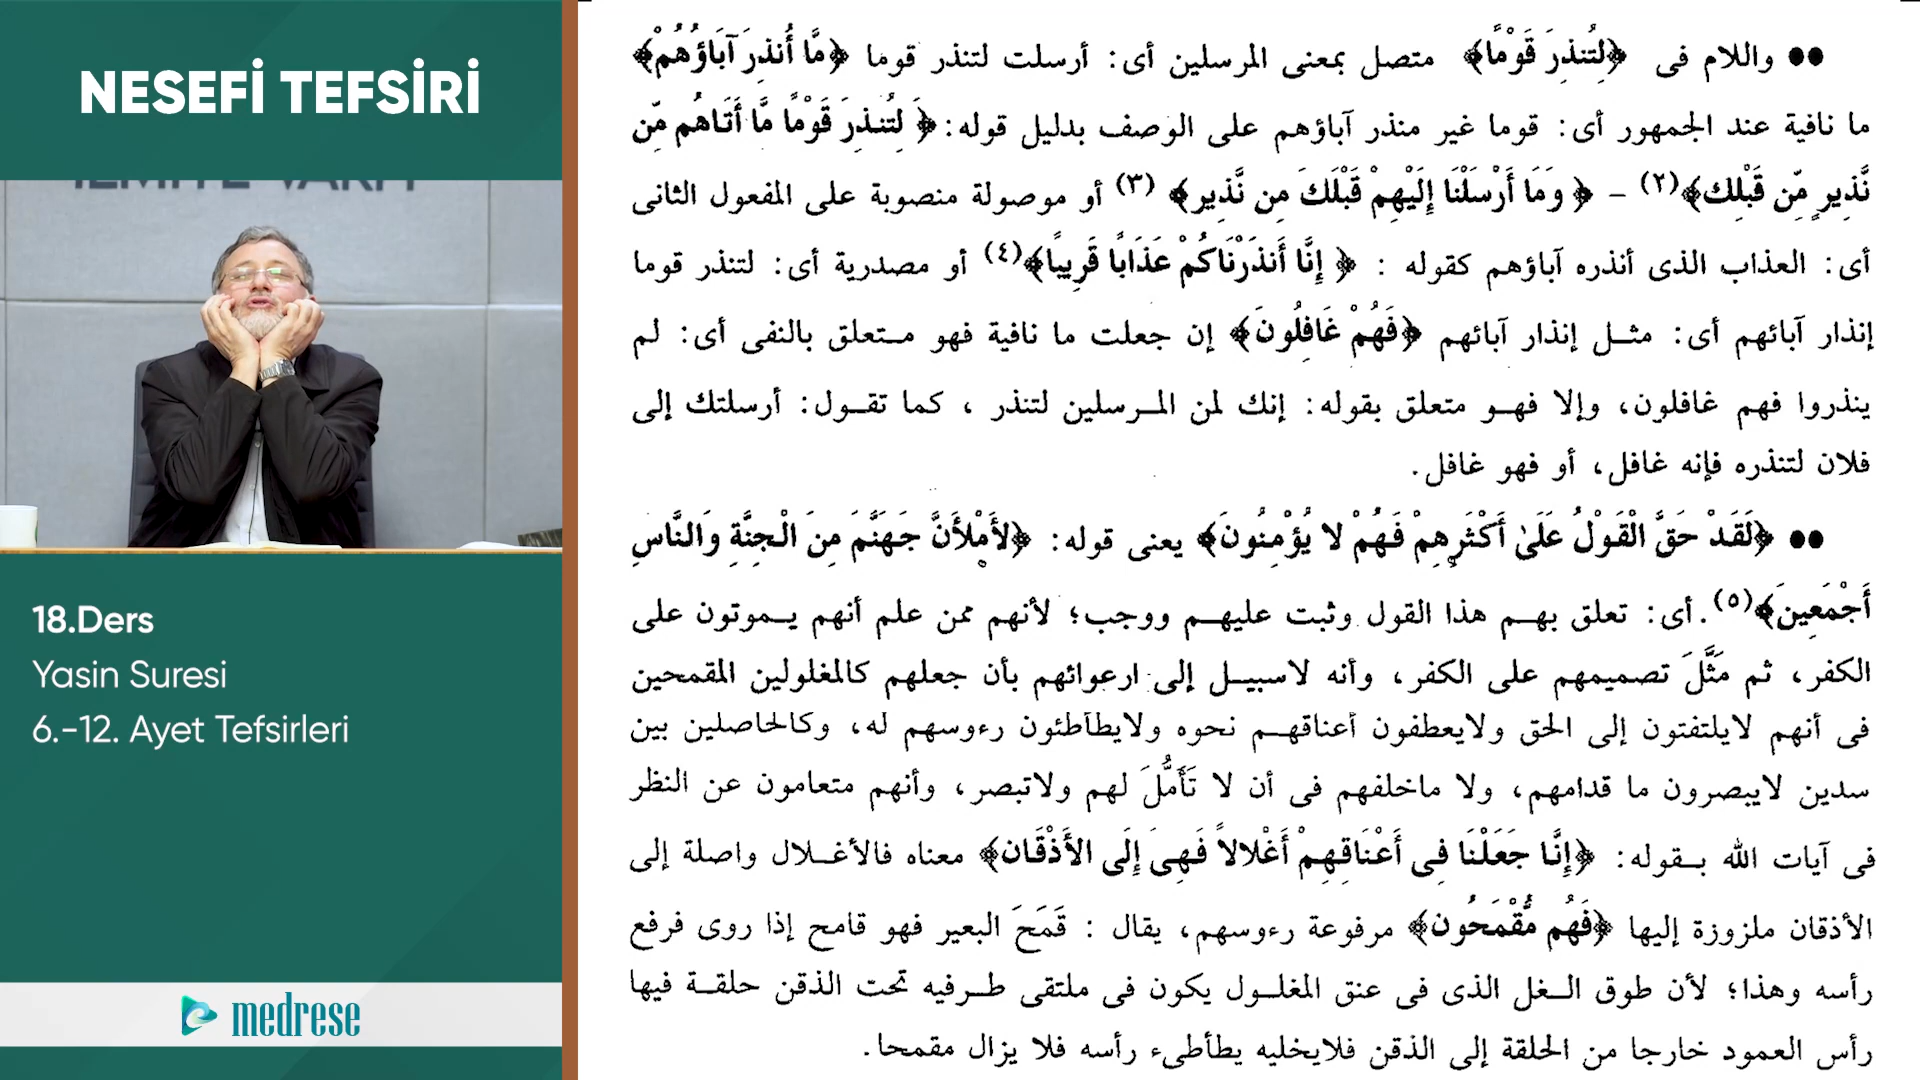 NESEFİ TEFSİRİ
18.Ders
Yasin Suresi
6.-12. Ayet Tefsirleri
medrese
●● واللام فى ﴿لِتُنذِرَ قَوْمًا﴾ متصل بمعنى المرسلين أى: أرسلت لتنذر قوما ﴿مَّا أُنذِرَ آبَاؤُهُمْ﴾
ما نافية عند الجمهور أى: قوما غير منذر آباؤهم على الوصف بدليل قوله: ﴿لِتُنذِرَ قَوْمًا مَّا أَتَاهُم مِّن
نَّذِيرٍ مِّن قَبْلِك﴾(٢) – ﴿وَمَا أَرْسَلْنَا إِلَيْهِمْ قَبْلَكَ مِن نَّذِير﴾ (٣) أو موصولة منصوبة على المفعول الثانى
أى: العذاب الذى أنذره آباؤهم كقوله : ﴿إِنَّا أَنذَرْنَاكُمْ عَذَابًا قَرِيبًا﴾(٤) أو مصدرية أى: لتنذر قوما
إنذار آبائهم أى: مثل إنذار آبائهم ﴿فَهُمْ غَافِلُونَ﴾ إن جعلت ما نافية فهو متعلق بالنفى أى: لم
ينذروا فهم غافلون، وإلا فهو متعلق بقوله: إنك لمن المرسلين لتنذر ، كما تقول: أرسلتك إلى
فلان لتنذره فإنه غافل، أو فهو غافل.
●● ﴿لَقَدْ حَقَّ الْقَوْلُ عَلَىٰ أَكْثَرِهِمْ فَهُمْ لا يُؤْمِنُونَ﴾ يعنى قوله: ﴿لأَمْلأَنَّ جَهَنَّمَ مِنَ الْجِنَّةِ وَالنَّاسِ
أَجْمَعِينَ﴾(٥). أى: تعلق بهم هذا القول وثبت عليهم ووجب؛ لأنهم ممن علم أنهم يموتون على
الكفر، ثم مَثَّلَ تصميمهم على الكفر، وأنه لاسبيل إلى ارعوائهم بأن جعلهم كالمغلولين المقمحين
فى أنهم لايلتفتون إلى الحق ولايعطفون أعناقهم نحوه ولايطأطئون رءوسهم له، وكالحاصلين بين
سدين لايبصرون ما قدامهم، ولا ماخلفهم فى أن لا تَأَمُّلَ لهم ولاتبصر، وأنهم متعامون عن النظر
فى آيات الله بقوله: ﴿إِنَّا جَعَلْنَا فِى أَعْنَاقِهِمْ أَغْلالاً فَهِىَ إِلَى الأَذْقَان﴾ معناه فالأغلال واصلة إلى
الأذقان ملزوزة إليها ﴿فَهُم مُّقْمَحُون﴾ مرفوعة رءوسهم، يقال : قَمَحَ البعير فهو قامح إذا روى فرفع
رأسه وهذا؛ لأن طوق الغل الذى فى عنق المغلول يكون فى ملتقى طرفيه تحت الذقن حلقة فيها
رأس العمود خارجا من الحلقة إلى الذقن فلايخليه يطأطىء رأسه فلا يزال مقمحا.